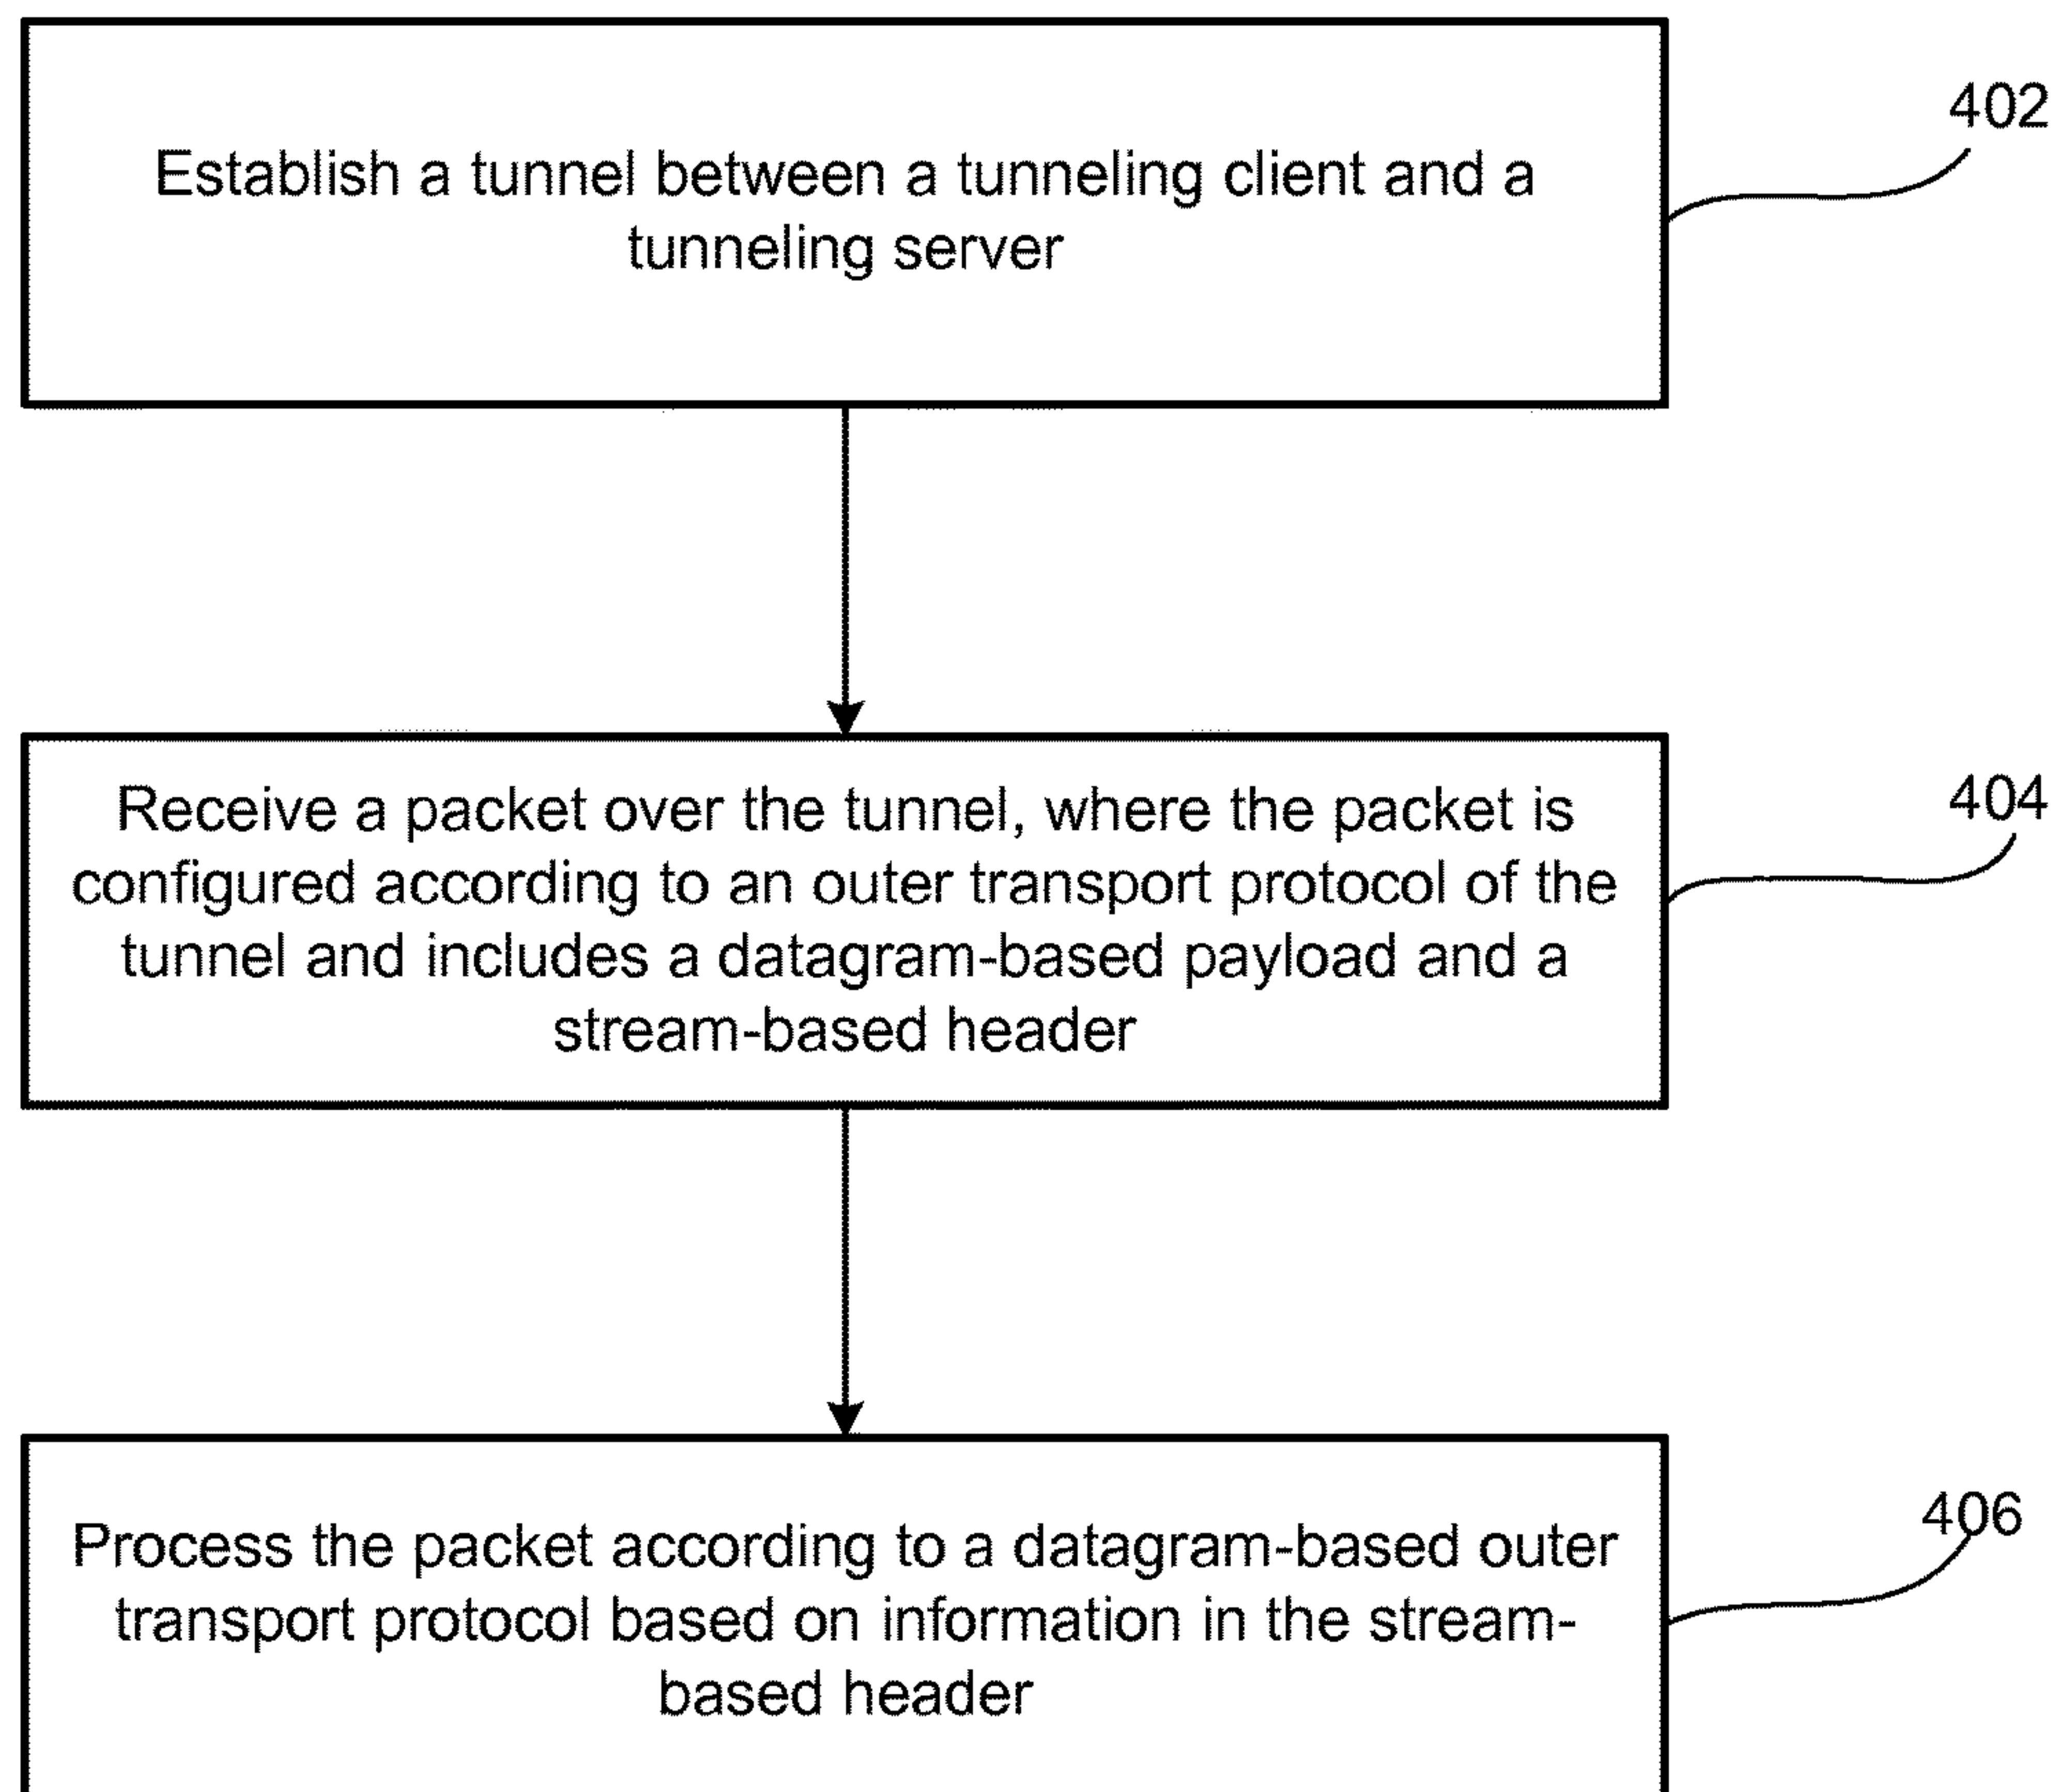 Establish a tunnel between a tunneling client and a
tunneling server
402
Receive a packet over the tunnel, where the packet is
configured according to an outer transport protocol of the
tunnel and includes a datagram-based payload and a
stream-based header
404
Process the packet according to a datagram-based outer
transport protocol based on information in the stream-
based header
406